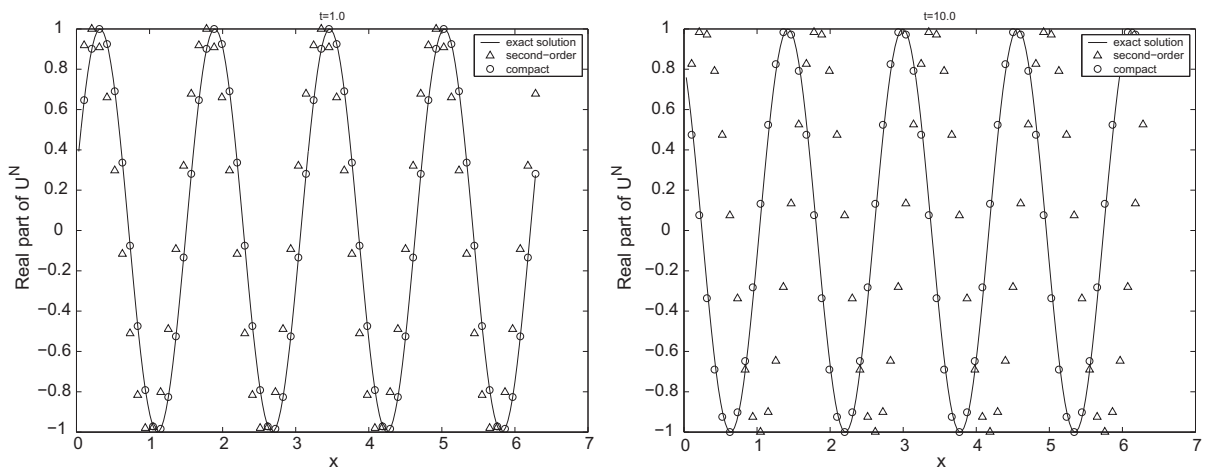 t=1.0
1
0.8
0.6
0.4
0.2
0
−0.2
−0.4
−0.6
−0.8
−1
Real part of U^N
exact solution
second−order
compact
0 1 2 3 4 5 6 7
x
t=10.0
1
0.8
0.6
0.4
0.2
0
−0.2
−0.4
−0.6
−0.8
−1
Real part of U^N
exact solution
second−order
compact
0 1 2 3 4 5 6 7
x